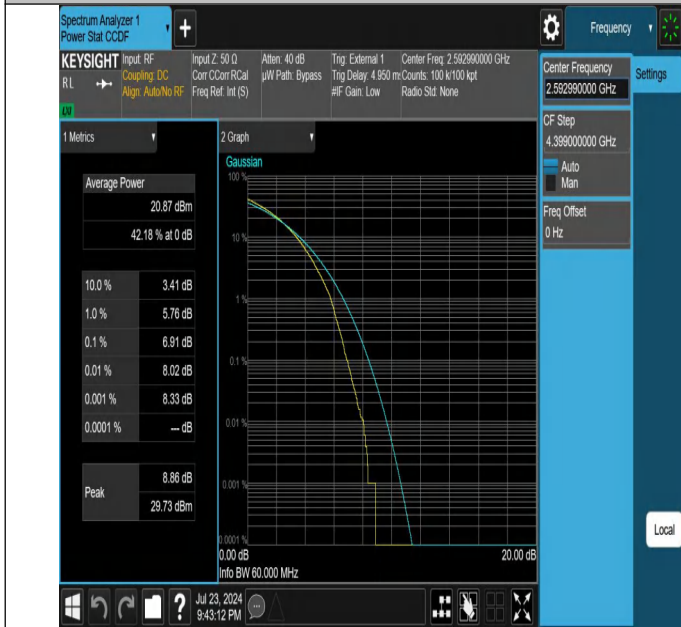 Spectrum Analyzer 1
Power Stat CCDF
+
Frequency
KEYSIGHT
RL
LXI
Input: RF
Coupling: DC
Align: Auto/No RF
Input Z: 50 Ω
Corr CCorr RCal
Freq Ref: Int (S)
Atten: 40 dB
µW Path: Bypass
Trig: External 1
Trig Delay: 4.950 m
#IF Gain: Low
Center Freq: 2.592990000 GHz
Counts: 100 k/100 kpt
Radio Std: None
Center Frequency
2.592990000 GHz
Settings
CF Step
4.399000000 GHz
Auto
Man
Freq Offset
0 Hz
1 Metrics
Average Power
20.87 dBm
42.18 % at 0 dB
10.0 % 3.41 dB
1.0 % 5.76 dB
0.1 % 6.91 dB
0.01 % 8.02 dB
0.001 % 8.33 dB
0.0001 % --- dB
Peak
8.86 dB
29.73 dBm
2 Graph
Gaussian
100 %
10 %
1 %
0.1 %
0.01 %
0.001 %
0.0001 %
0.00 dB 20.00 dB
Info BW 60.000 MHz
Local
?
Jul 23, 2024
9:43:12 PM